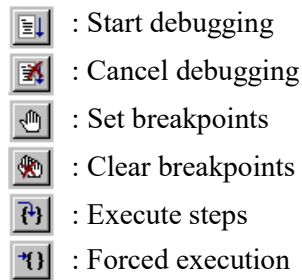 : Start debugging
: Cancel debugging
: Set breakpoints
: Clear breakpoints
: Execute steps
: Forced execution